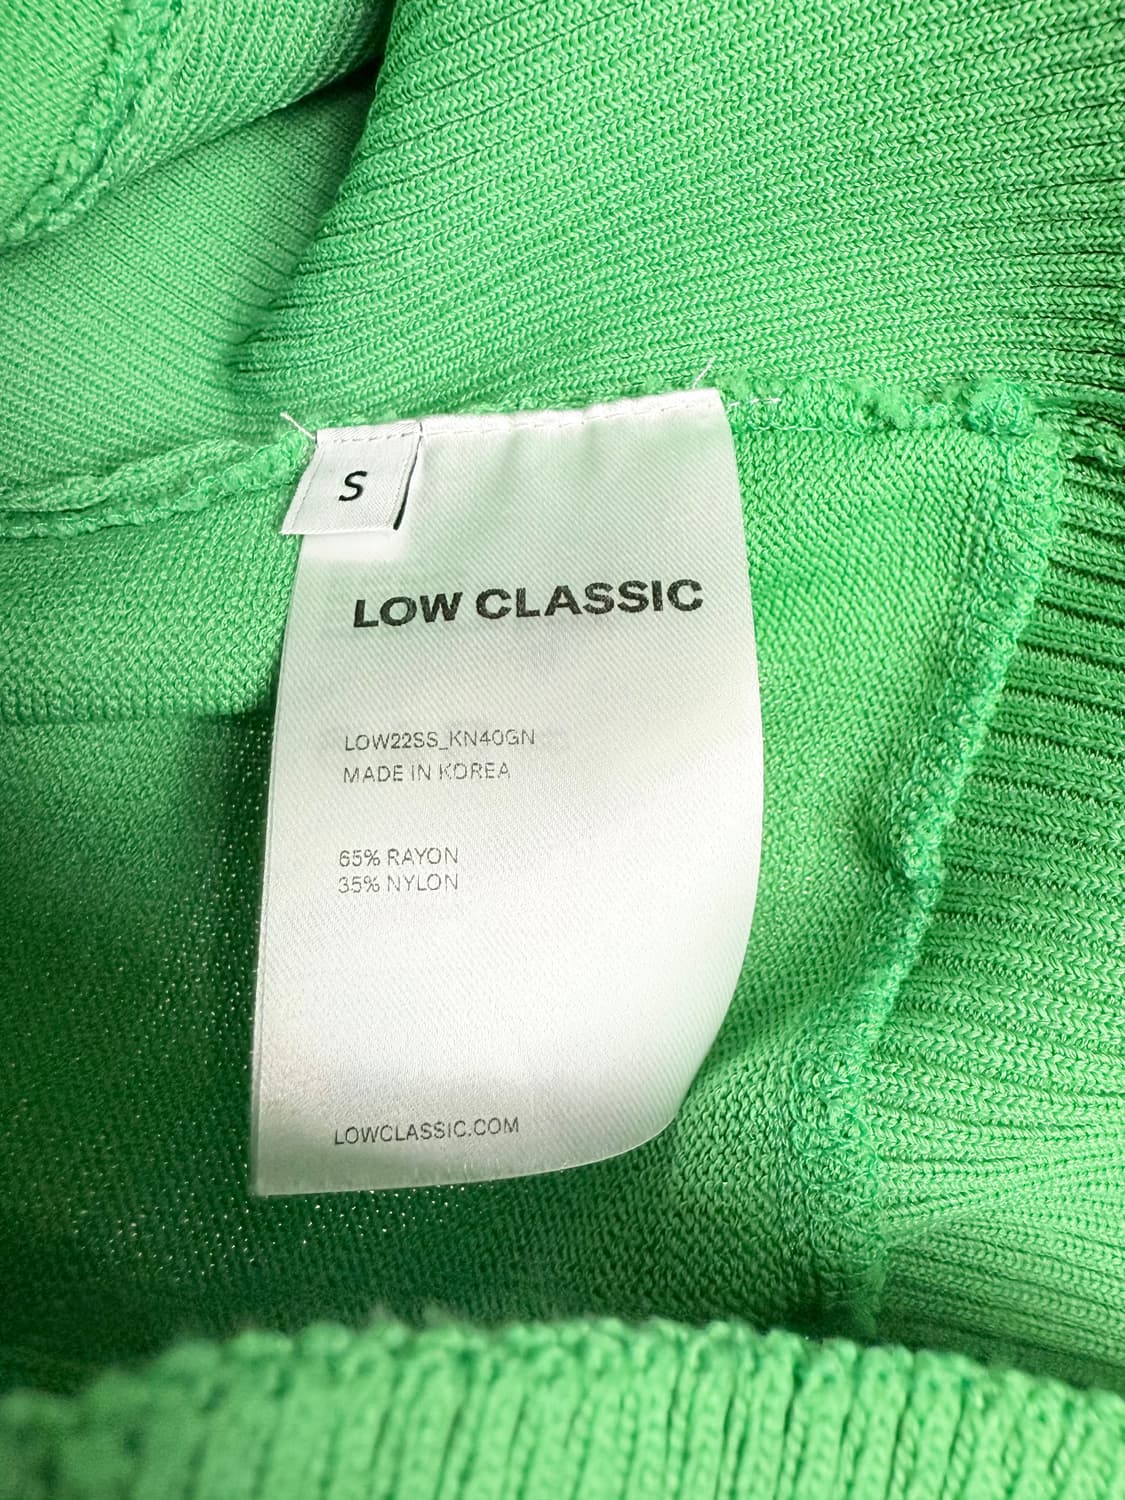 S
LOW CLASSIC
LOW22SS_KN40GN
MADE IN KOREA
65% RAYON
35% NYLON
LOWCLASSIC.COM